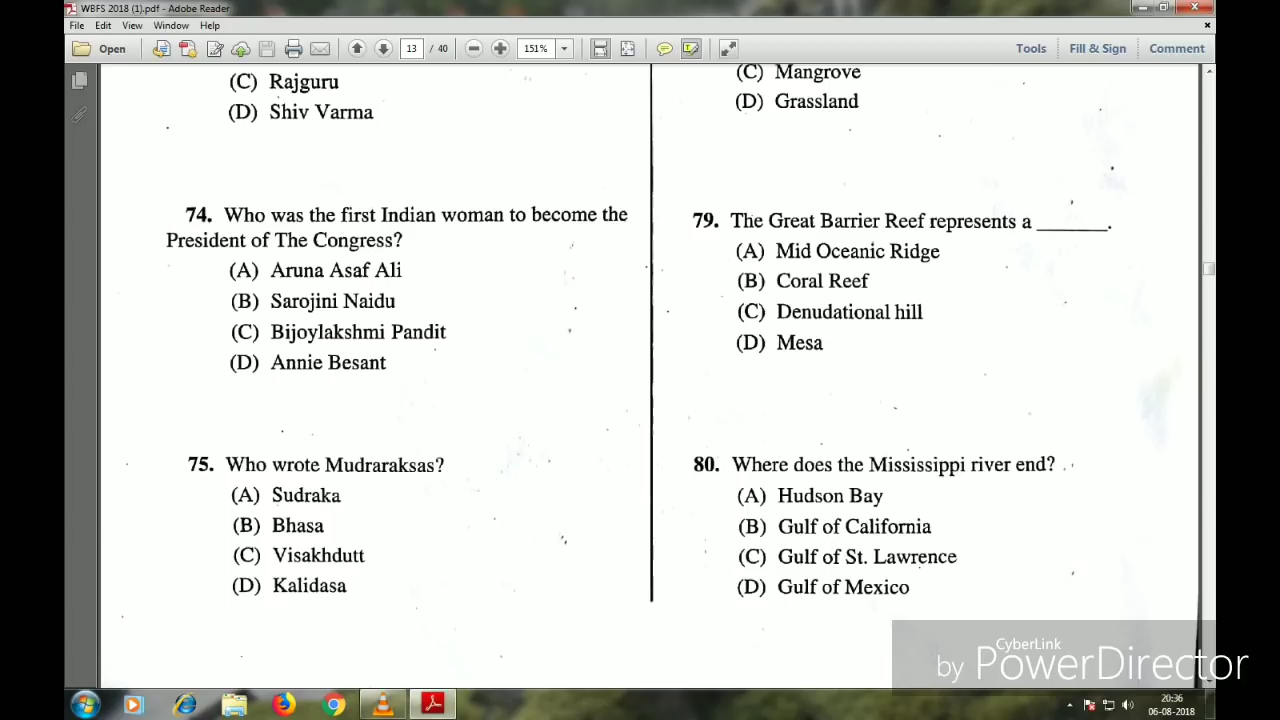 WBFS 2018 (1).pdf - Adobe Reader
File Edit View Window Help
Open 13 / 40 151% Tools Fill & Sign Comment
(C) Rajguru
(D) Shiv Varma
74. Who was the first Indian woman to become the
President of The Congress?
(A) Aruna Asaf Ali
(B) Sarojini Naidu
(C) Bijoylakshmi Pandit
(D) Annie Besant
75. Who wrote Mudraraksas?
(A) Sudraka
(B) Bhasa
(C) Visakhdutt
(D) Kalidasa
(C) Mangrove
(D) Grassland
79. The Great Barrier Reef represents a ______.
(A) Mid Oceanic Ridge
(B) Coral Reef
(C) Denudational hill
(D) Mesa
80. Where does the Mississippi river end?
(A) Hudson Bay
(B) Gulf of California
(C) Gulf of St. Lawrence
(D) Gulf of Mexico
CyberLink
by PowerDirector
20:36
06-08-2018